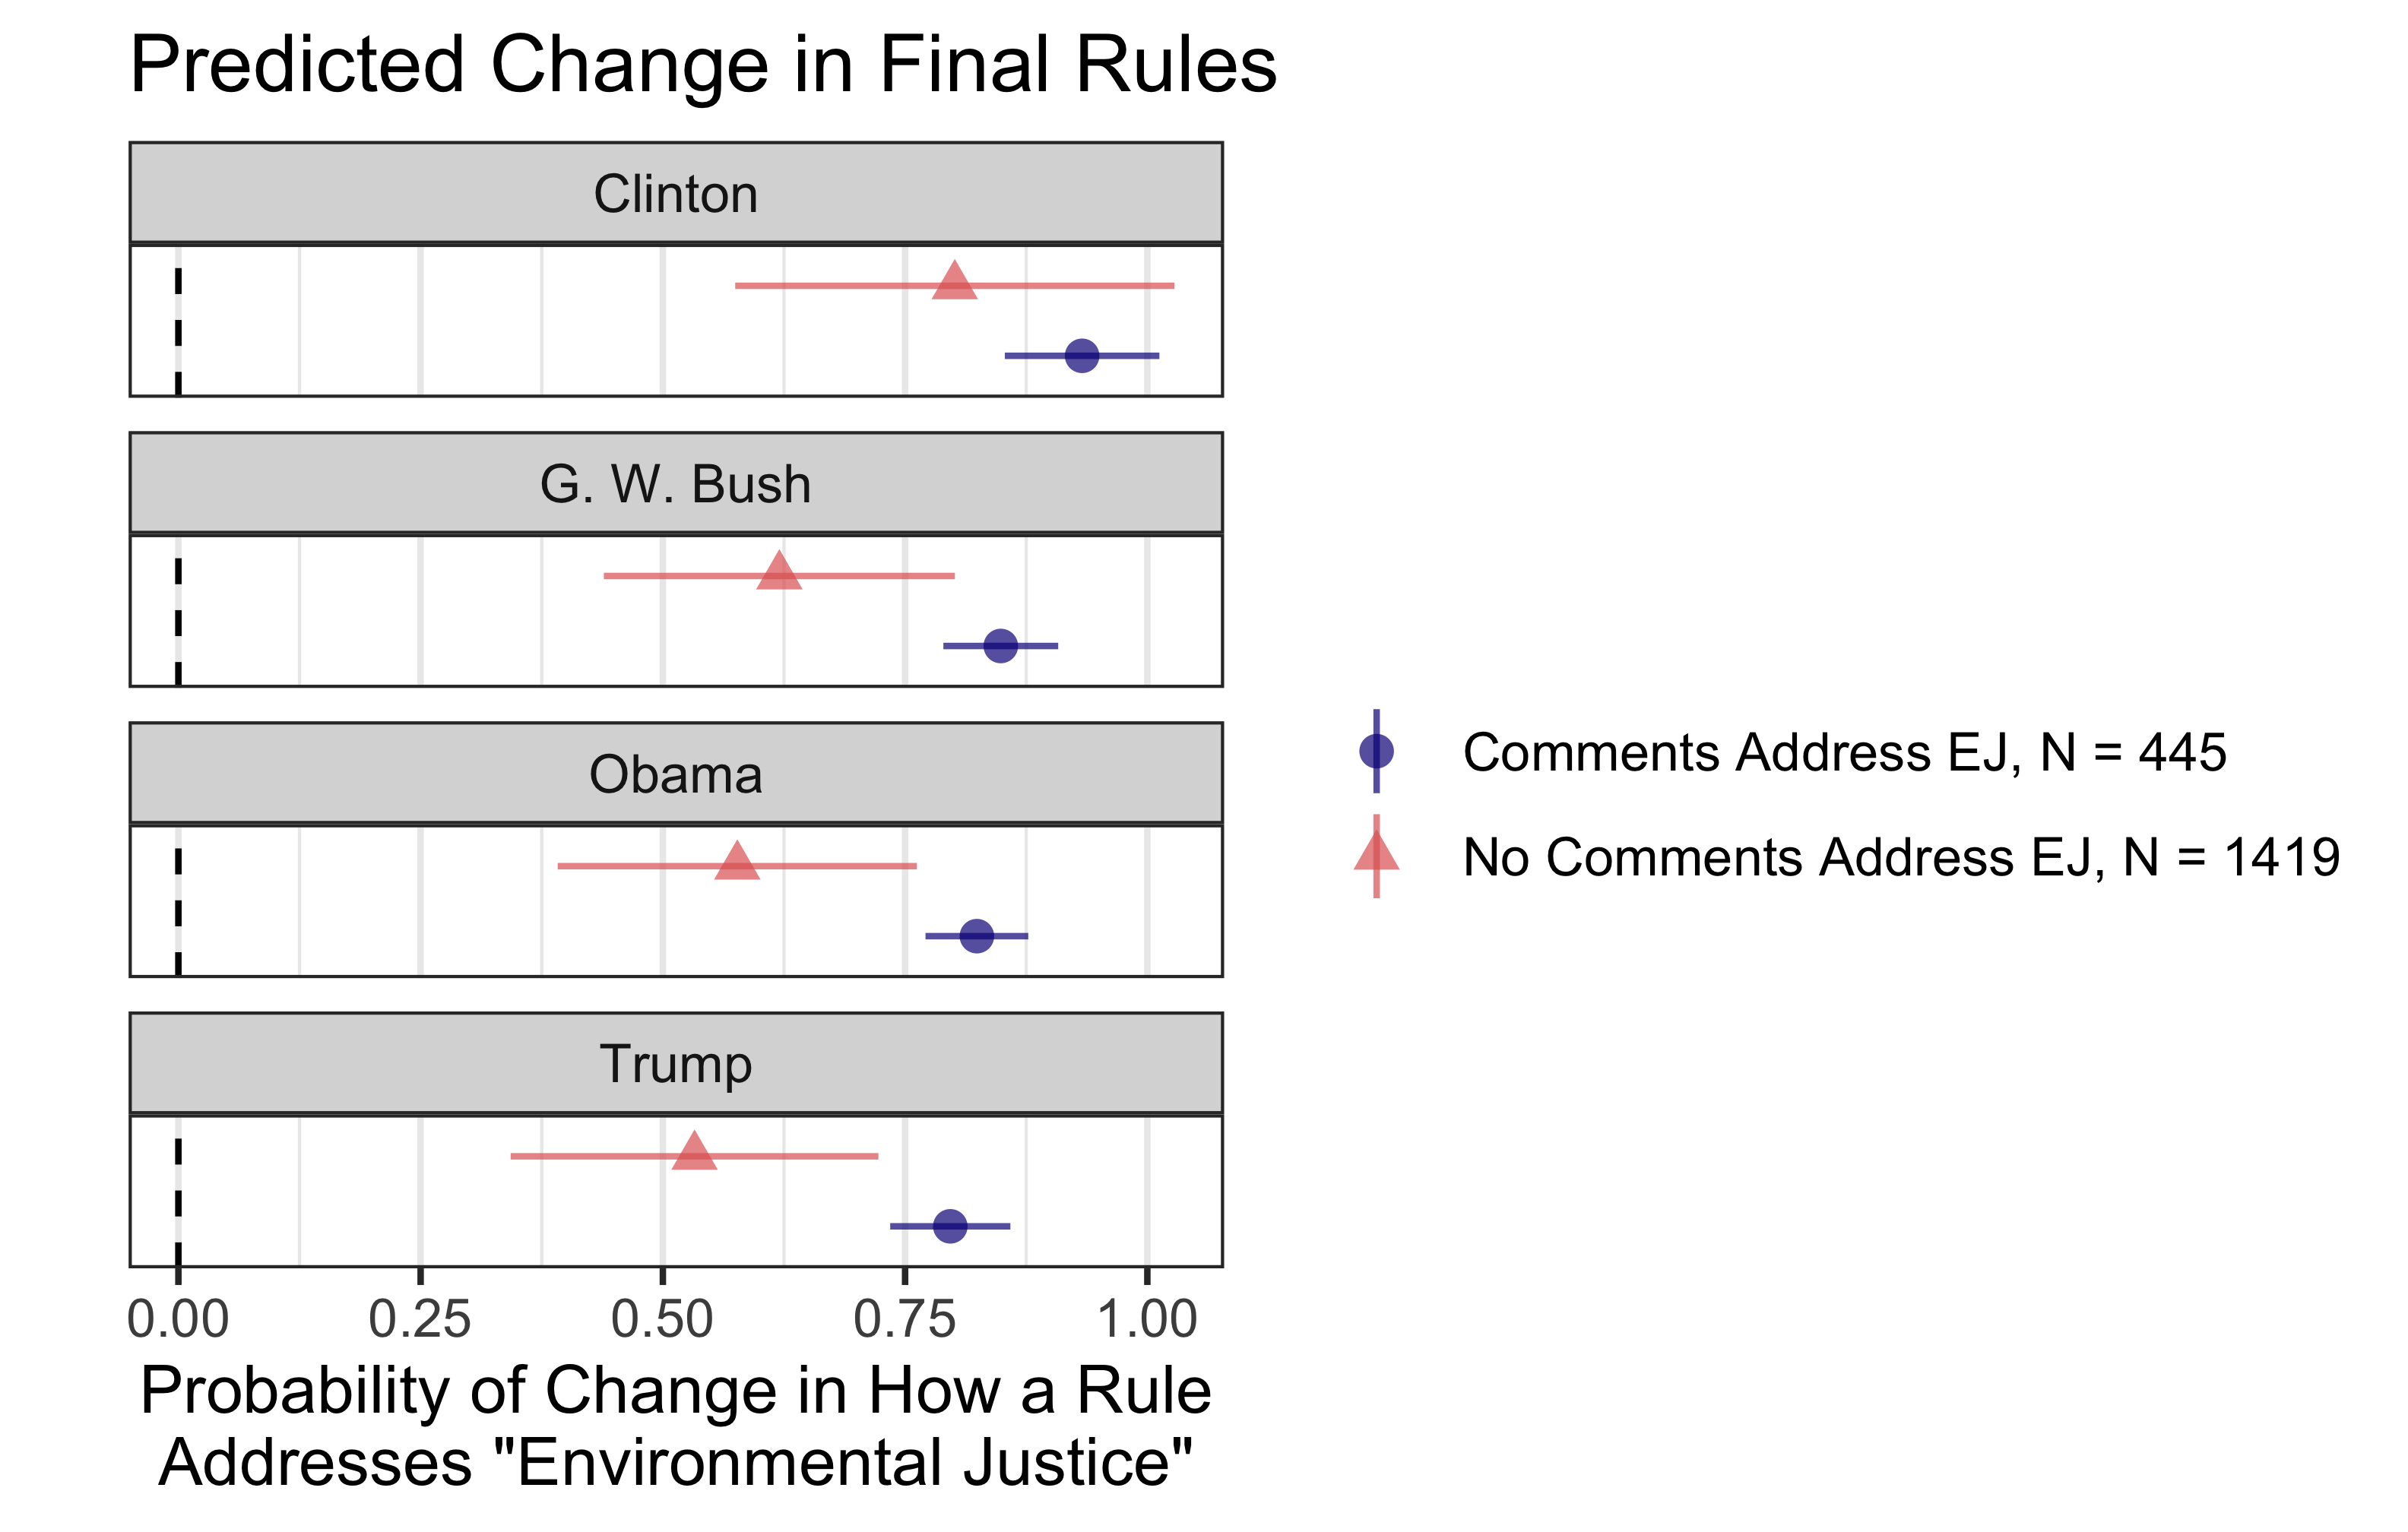 Predicted Change in Final Rules
Clinton
G. W. Bush
Obama
Trump
0.00 0.25 0.50 0.75 1.00
Probability of Change in How a Rule
Addresses "Environmental Justice"
Comments Address EJ, N = 445
No Comments Address EJ, N = 1419